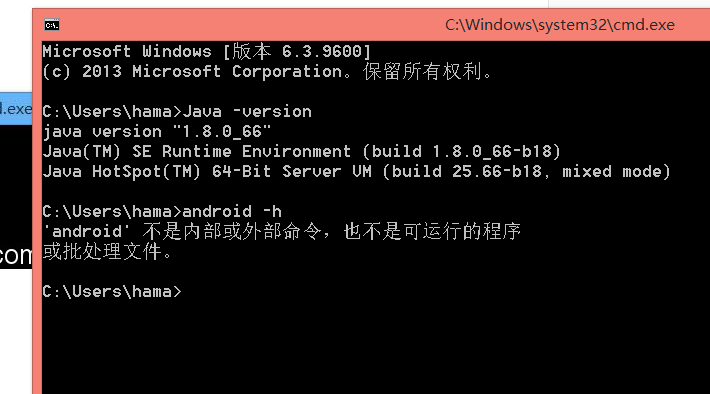 C:\Windows\system32\cmd.exe
Microsoft Windows [版本 6.3.9600]
(c) 2013 Microsoft Corporation。保留所有权利。
C:\Users\hama>Java -version
java version "1.8.0_66"
Java(TM) SE Runtime Environment (build 1.8.0_66-b18)
Java HotSpot(TM) 64-Bit Server VM (build 25.66-b18, mixed mode)
C:\Users\hama>android -h
'android' 不是内部或外部命令，也不是可运行的程序
或批处理文件。
C:\Users\hama>
d.exe
com